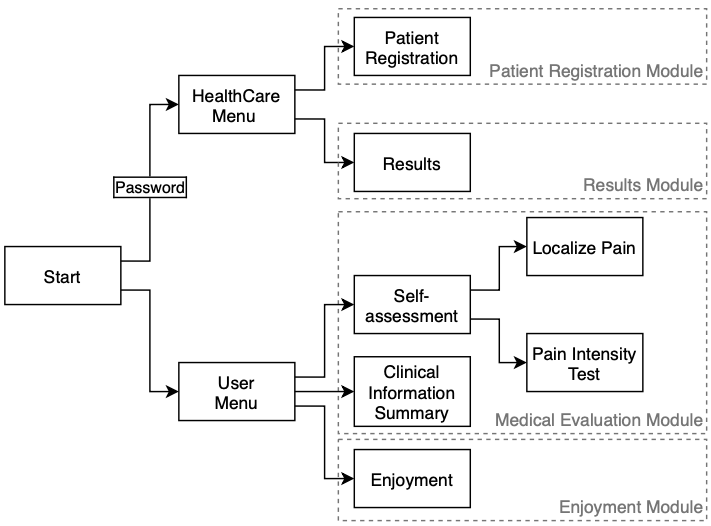 Patient
Registration
Patient Registration Module
HealthCare
Menu
Results
Results Module
Password
Start
Localize Pain
Self-
assessment
Pain Intensity
Test
User
Menu
Clinical
Information
Summary
Medical Evaluation Module
Enjoyment
Enjoyment Module